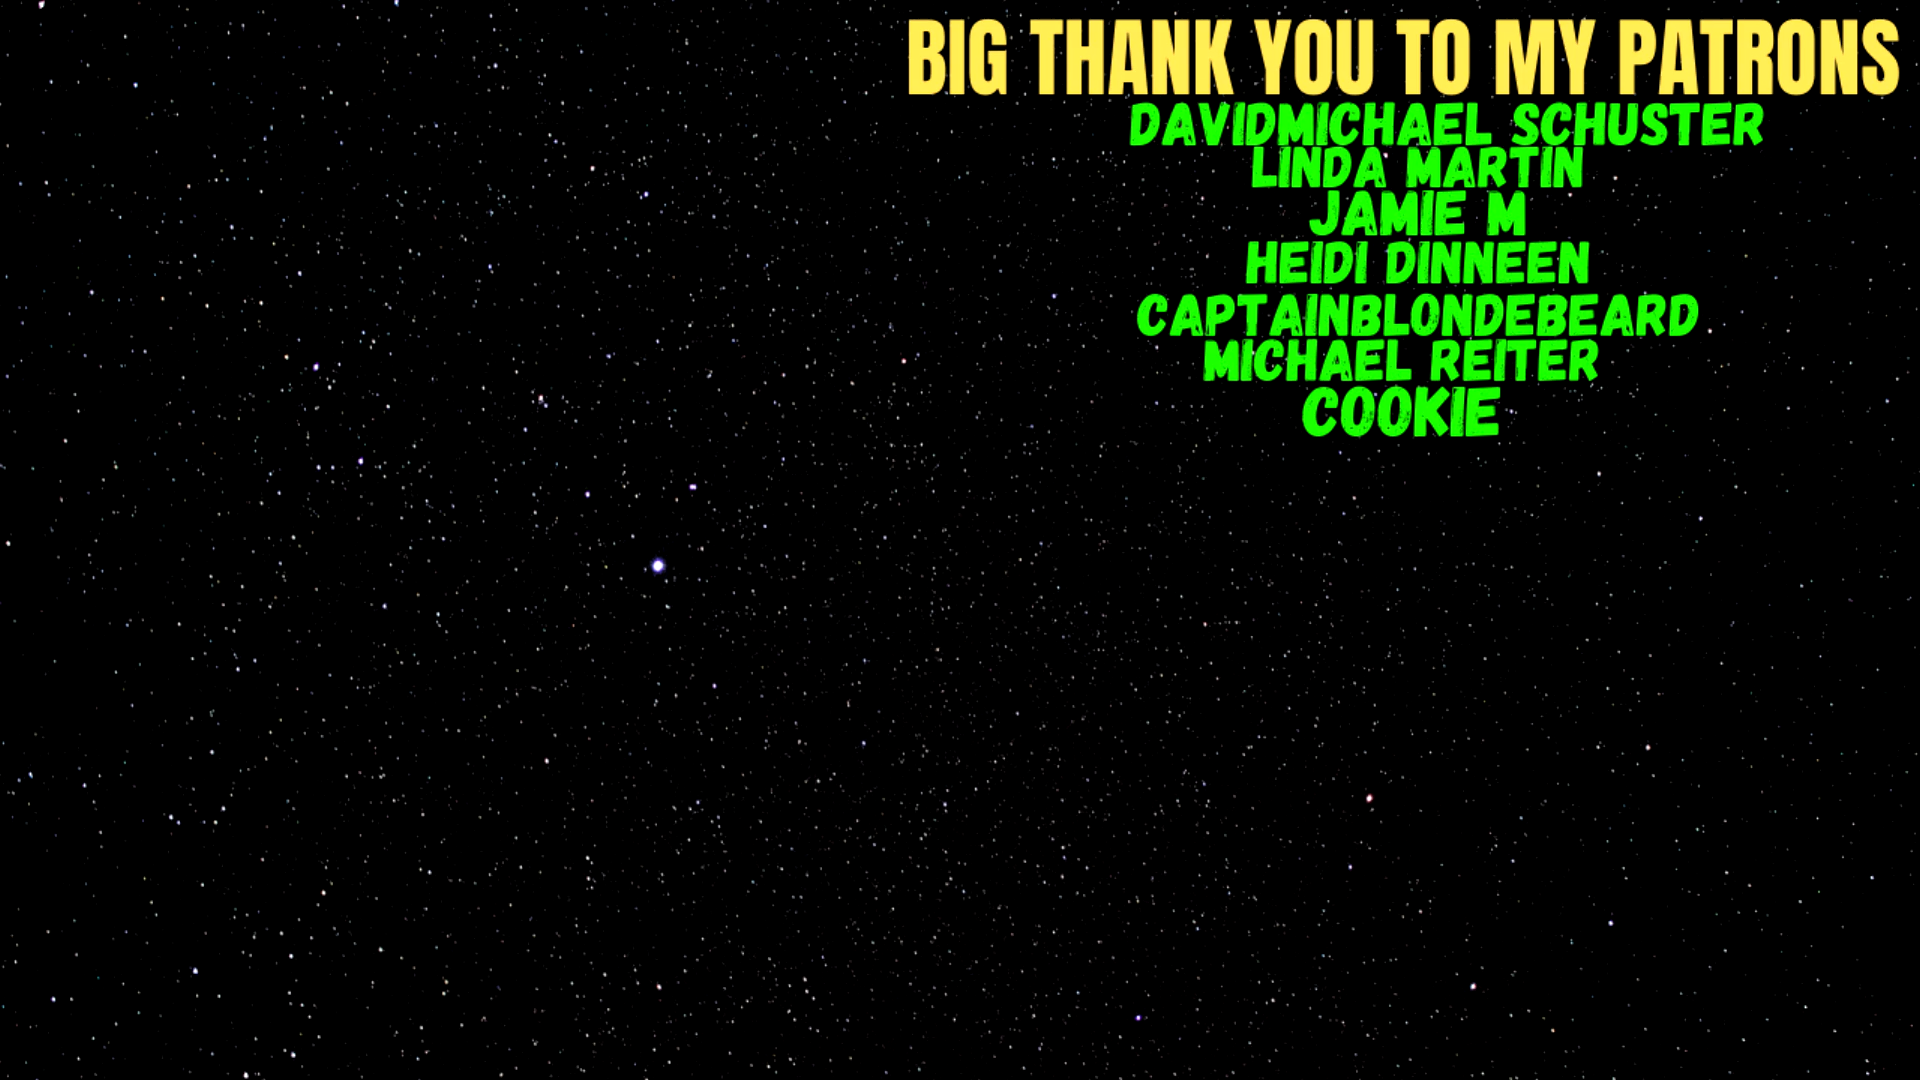 BIG THANK YOU TO MY PATRONS
DAVIDMICHAEL SCHUSTER
LINDA MARTIN
JAMIE M
HEIDI DINNEEN
CAPTAINBLONDEBEARD
MICHAEL REITER
COOKIE